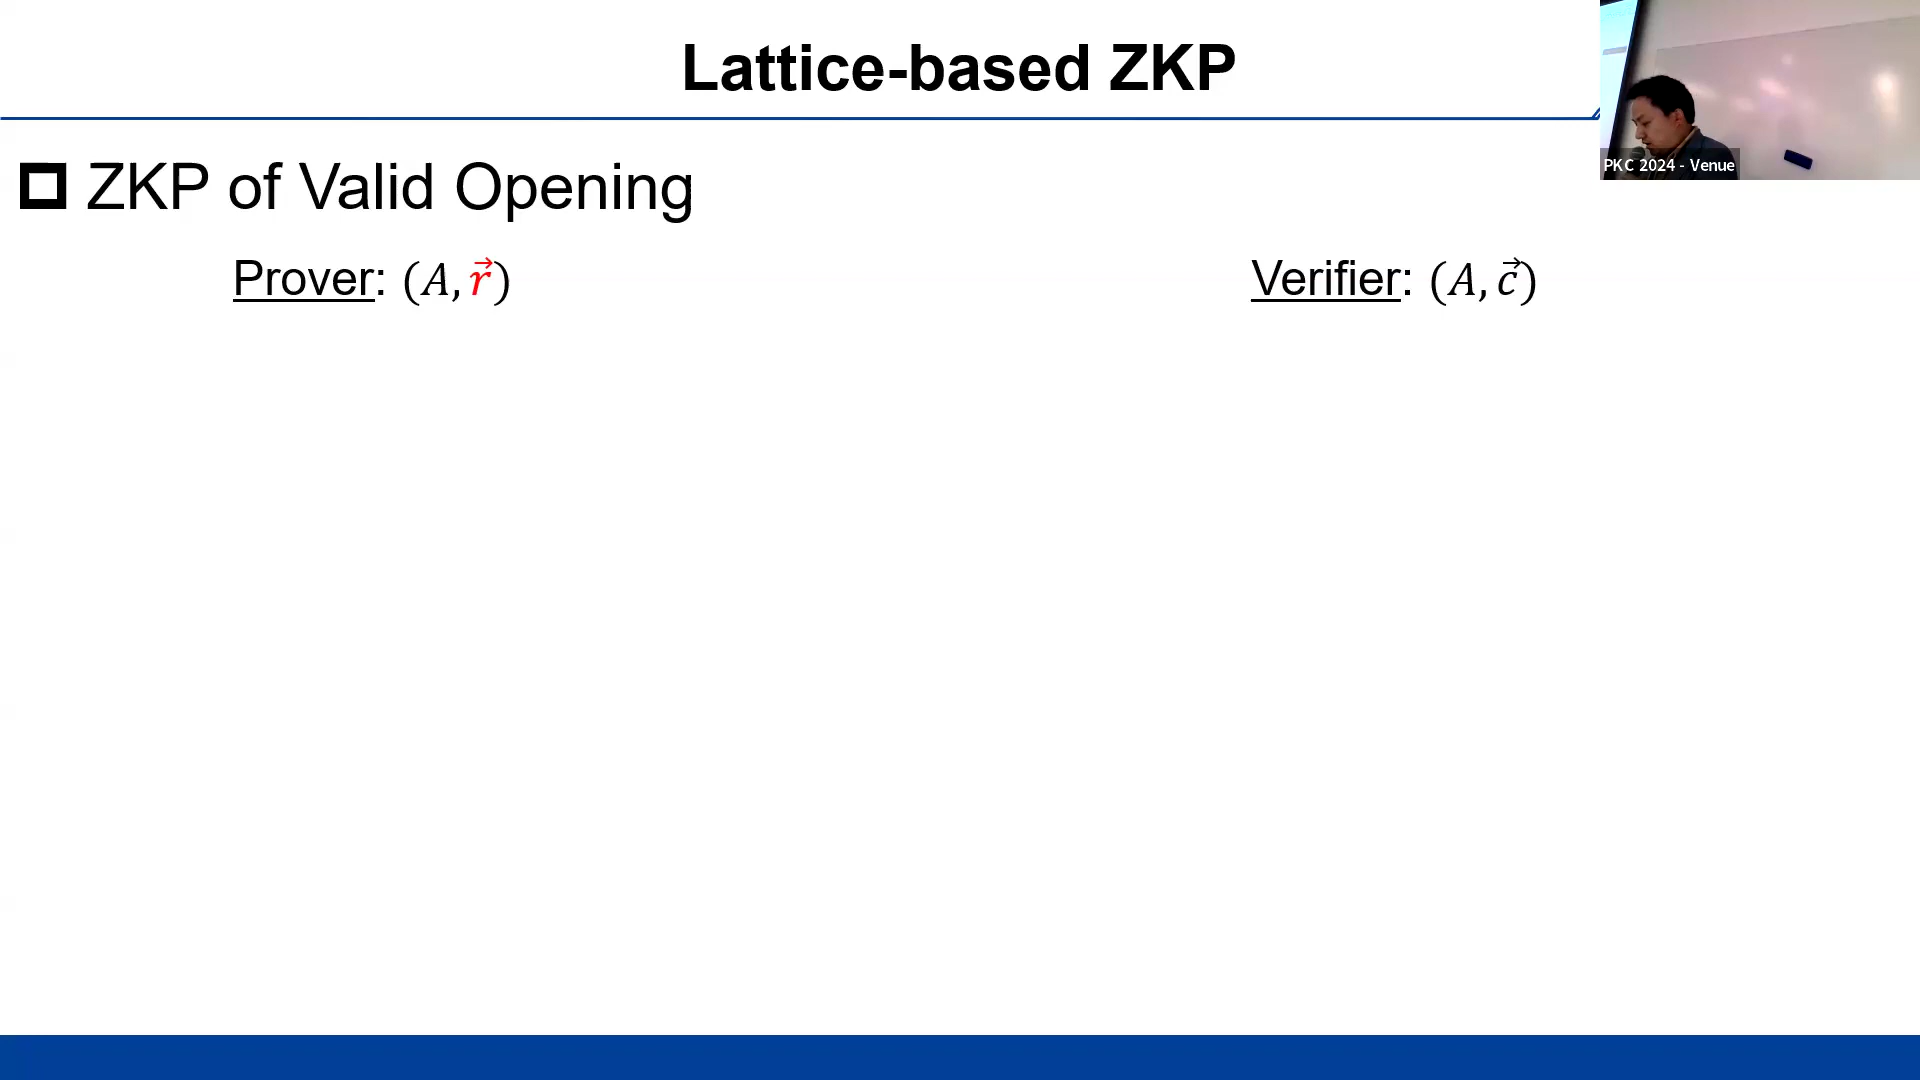 Lattice-based ZKP
PKC 2024 - Venue
ZKP of Valid Opening
Prover: (A, r⃗)
Verifier: (A, c⃗)